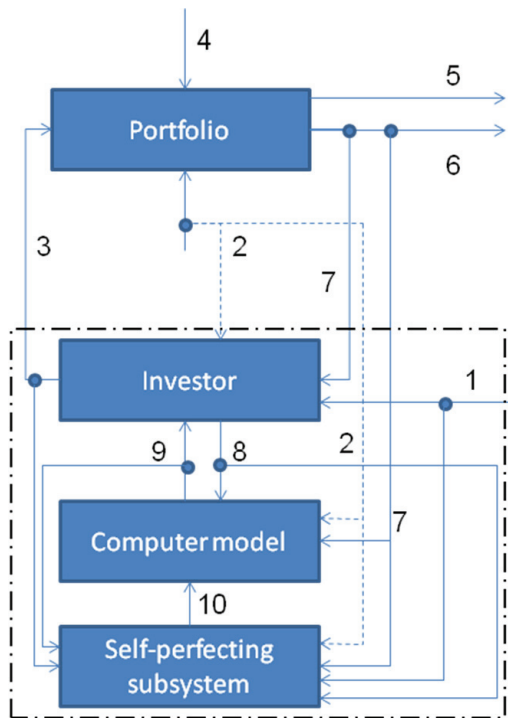 4
5
Portfolio
6
3
2
7
Investor
1
9
8
2
Computer model
7
10
Self-perfecting
subsystem